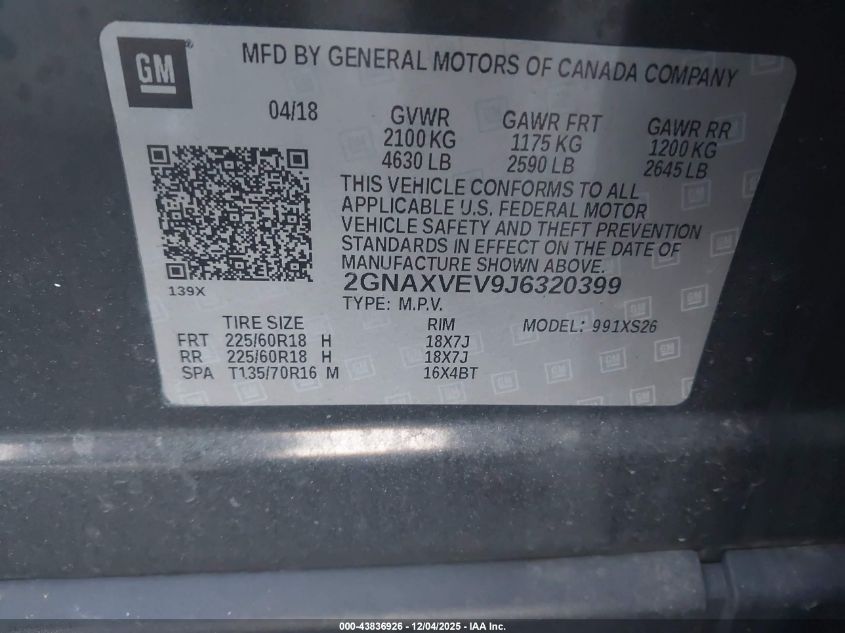 GM
MFD BY GENERAL MOTORS OF CANADA COMPANY
04/18
GVWR
2100 KG
4630 LB
GAWR FRT
1175 KG
2590 LB
GAWR RR
1200 KG
2645 LB
THIS VEHICLE CONFORMS TO ALL
APPLICABLE U.S. FEDERAL MOTOR
VEHICLE SAFETY AND THEFT PREVENTION
STANDARDS IN EFFECT ON THE DATE OF
MANUFACTURE SHOWN ABOVE.
139X
2GNAXVEV9J6320399
TYPE: M.P.V.
TIRE SIZE RIM MODEL: 991XS26
FRT 225/60R18 H 18X7J
RR 225/60R18 H 18X7J
SPA T135/70R16 M 16X4BT
000-43836926 - 12/04/2025 - IAA Inc.